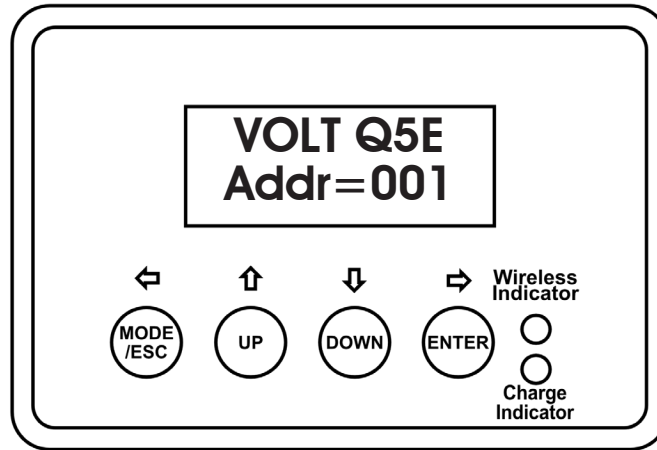 VOLT Q5E
Addr=001
Wireless
Indicator
MODE
/ESC
UP
DOWN
ENTER
Charge
Indicator